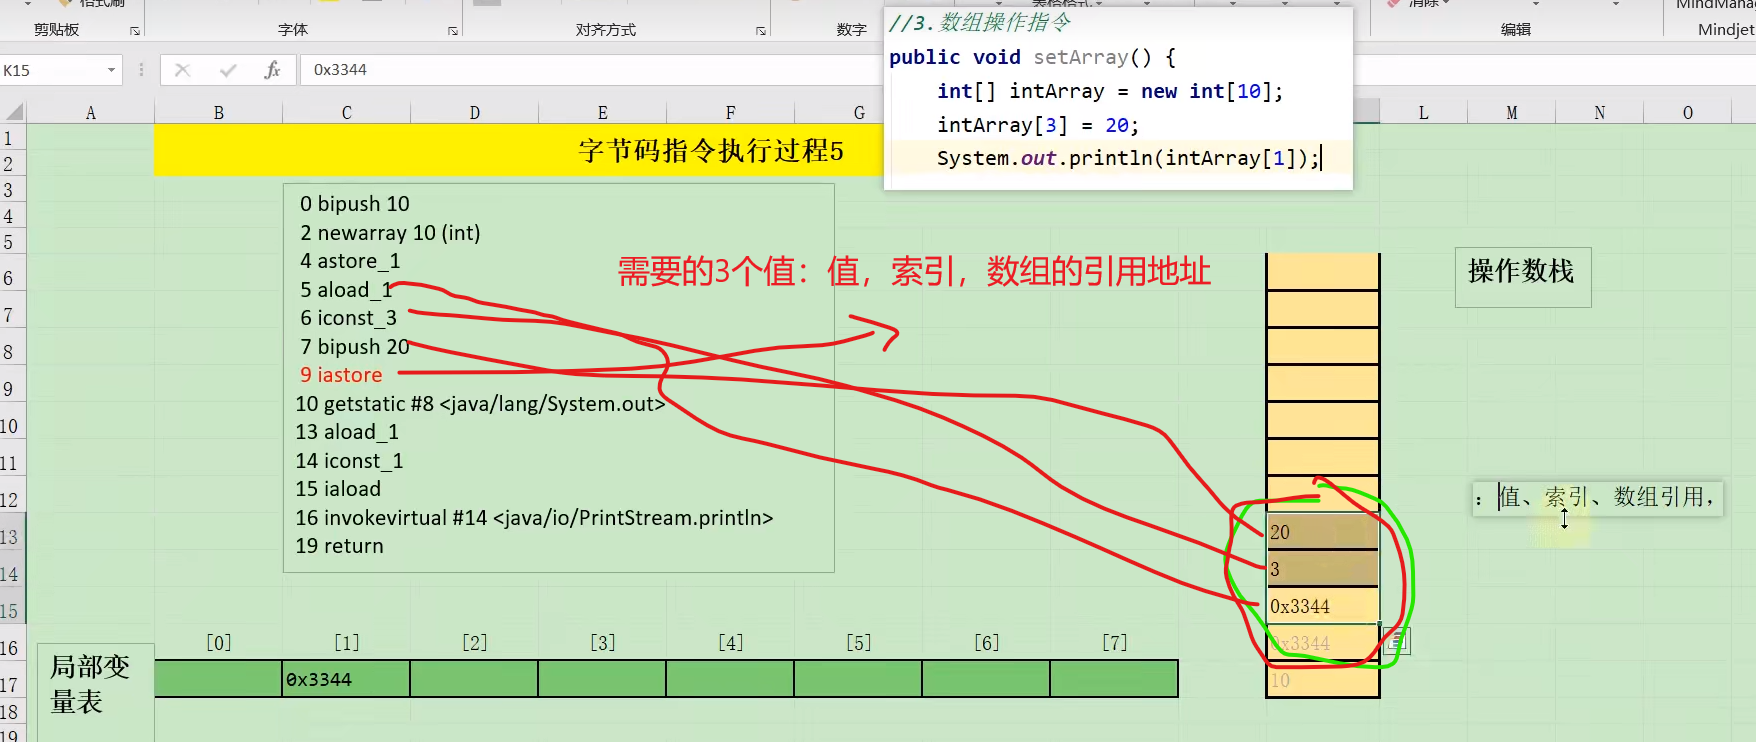 格式刷
清除
MindMana
剪贴板
字体
对齐方式
数字
编辑
Mindjet
K15
fx
0x3344
//3.数组操作指令
public void setArray() {
int[] intArray = new int[10];
intArray[3] = 20;
System.out.println(intArray[1]);
A B C D E F G L M N O
字节码指令执行过程5
0 bipush 10
2 newarray 10 (int)
4 astore_1
5 aload_1
6 iconst_3
7 bipush 20
9 iastore
10 getstatic #8 <java/lang/System.out>
13 aload_1
14 iconst_1
15 iaload
16 invokevirtual #14 <java/io/PrintStream.println>
19 return
需要的3个值：值，索引，数组的引用地址
操作数栈
：值、索引、数组引用，
20
3
0x3344
0x3344
10
[0] [1] [2] [3] [4] [5] [6] [7]
局部变
量表
0x3344
1
2
3
4
5
6
7
8
9
10
11
12
13
14
15
16
17
18
19